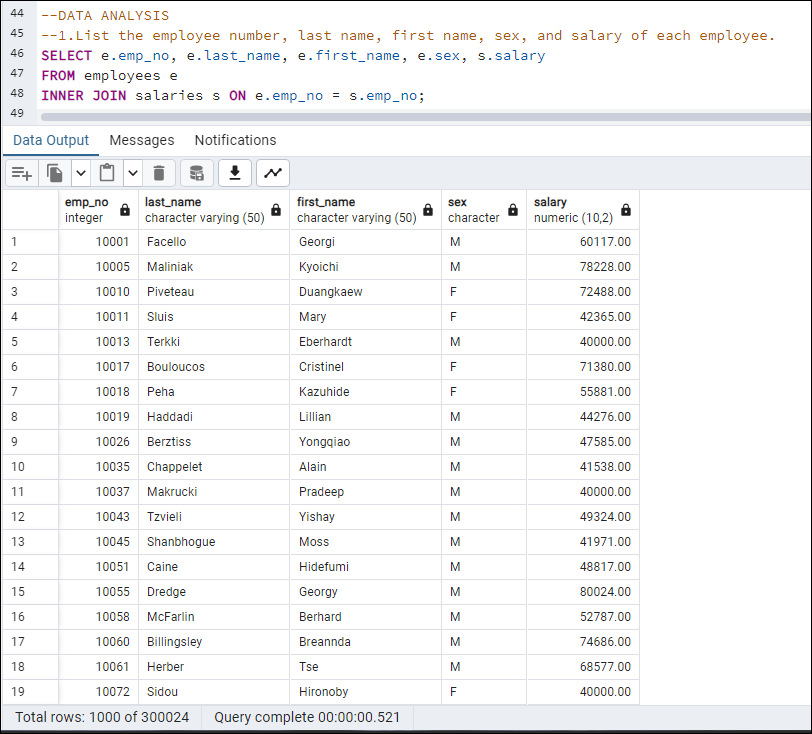 44 --DATA ANALYSIS
45 --1.List the employee number, last name, first name, sex, and salary of each employee.
46 SELECT e.emp_no, e.last_name, e.first_name, e.sex, s.salary
47 FROM employees e
48 INNER JOIN salaries s ON e.emp_no = s.emp_no;
49
Data Output Messages Notifications
emp_no last_name first_name sex salary
integer character varying (50) character varying (50) character numeric (10,2)
1 10001 Facello Georgi M 60117.00
2 10005 Maliniak Kyoichi M 78228.00
3 10010 Piveteau Duangkaew F 72488.00
4 10011 Sluis Mary F 42365.00
5 10013 Terkki Eberhardt M 40000.00
6 10017 Bouloucos Cristinel F 71380.00
7 10018 Peha Kazuhide F 55881.00
8 10019 Haddadi Lillian M 44276.00
9 10026 Berztiss Yongqiao M 47585.00
10 10035 Chappelet Alain M 41538.00
11 10037 Makrucki Pradeep M 40000.00
12 10043 Tzvieli Yishay M 49324.00
13 10045 Shanbhogue Moss M 41971.00
14 10051 Caine Hidefumi M 48817.00
15 10055 Dredge Georgy M 80024.00
16 10058 McFarlin Berhard M 52787.00
17 10060 Billingsley Breannda M 74686.00
18 10061 Herber Tse M 68577.00
19 10072 Sidou Hironoby F 40000.00
Total rows: 1000 of 300024 Query complete 00:00:00.521